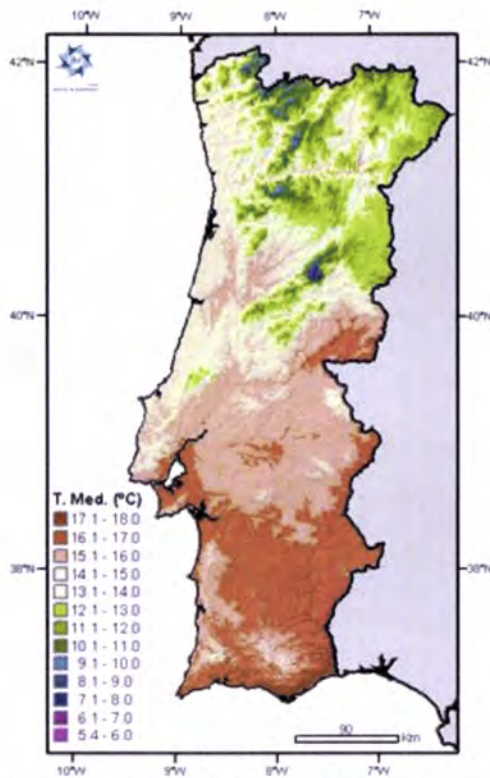 10°W 9°W 8°W 7°W
42°N 42°N
40°N 40°N
T. Med. (ºC)
17.1 - 18.0
16.1 - 17.0
15.1 - 16.0
14.1 - 15.0
13.1 - 14.0
12.1 - 13.0
11.1 - 12.0
10.1 - 11.0
9.1 - 10.0
8.1 - 9.0
7.1 - 8.0
6.1 - 7.0
5.4 - 6.0
38°N 38°N
90
Km
10°W 9°W 8°W 7°W